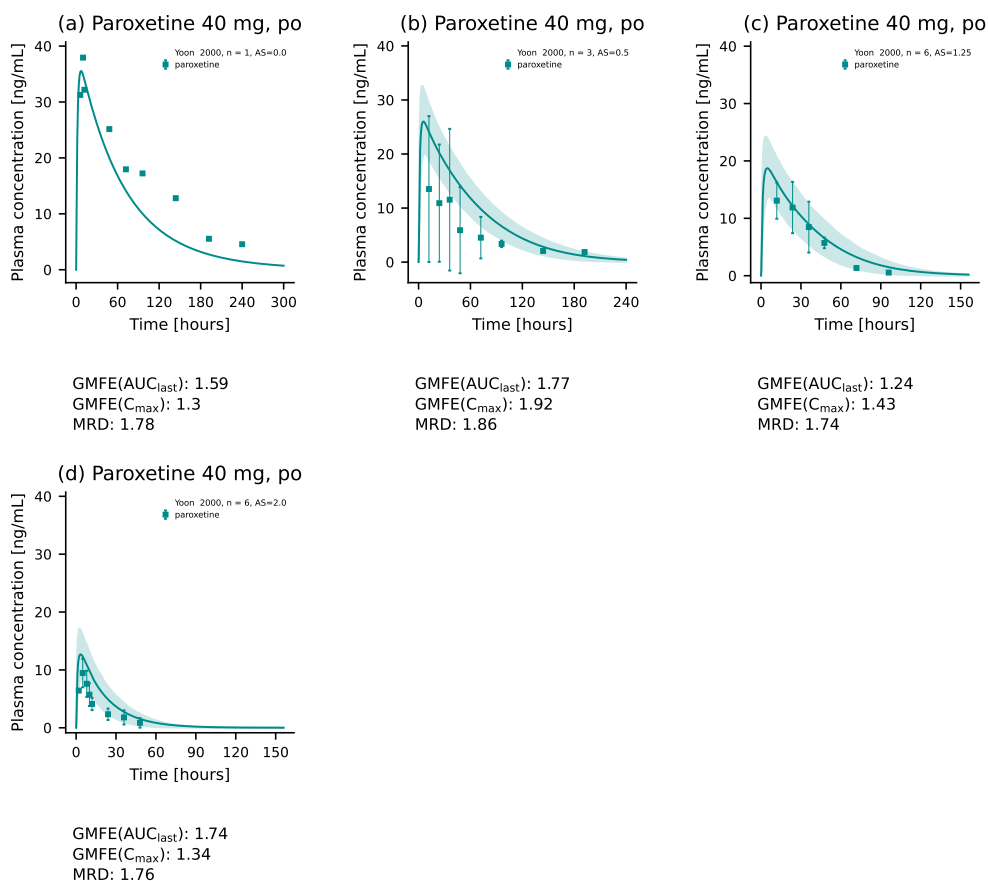 (a) Paroxetine 40 mg, po
Plasma concentration [ng/mL]
40
30
20
10
0
Yoon  2000, n = 1, AS=0.0
paroxetine
0 60 120 180 240 300
Time [hours]
GMFE(AUClast): 1.59
GMFE(Cmax): 1.3
MRD: 1.78
(b) Paroxetine 40 mg, po
Plasma concentration [ng/mL]
40
30
20
10
0
Yoon  2000, n = 3, AS=0.5
paroxetine
0 60 120 180 240
Time [hours]
GMFE(AUClast): 1.77
GMFE(Cmax): 1.92
MRD: 1.86
(c) Paroxetine 40 mg, po
Plasma concentration [ng/mL]
40
30
20
10
0
Yoon  2000, n = 6, AS=1.25
paroxetine
0 30 60 90 120 150
Time [hours]
GMFE(AUClast): 1.24
GMFE(Cmax): 1.43
MRD: 1.74
(d) Paroxetine 40 mg, po
Plasma concentration [ng/mL]
40
30
20
10
0
Yoon  2000, n = 6, AS=2.0
paroxetine
0 30 60 90 120 150
Time [hours]
GMFE(AUClast): 1.74
GMFE(Cmax): 1.34
MRD: 1.76